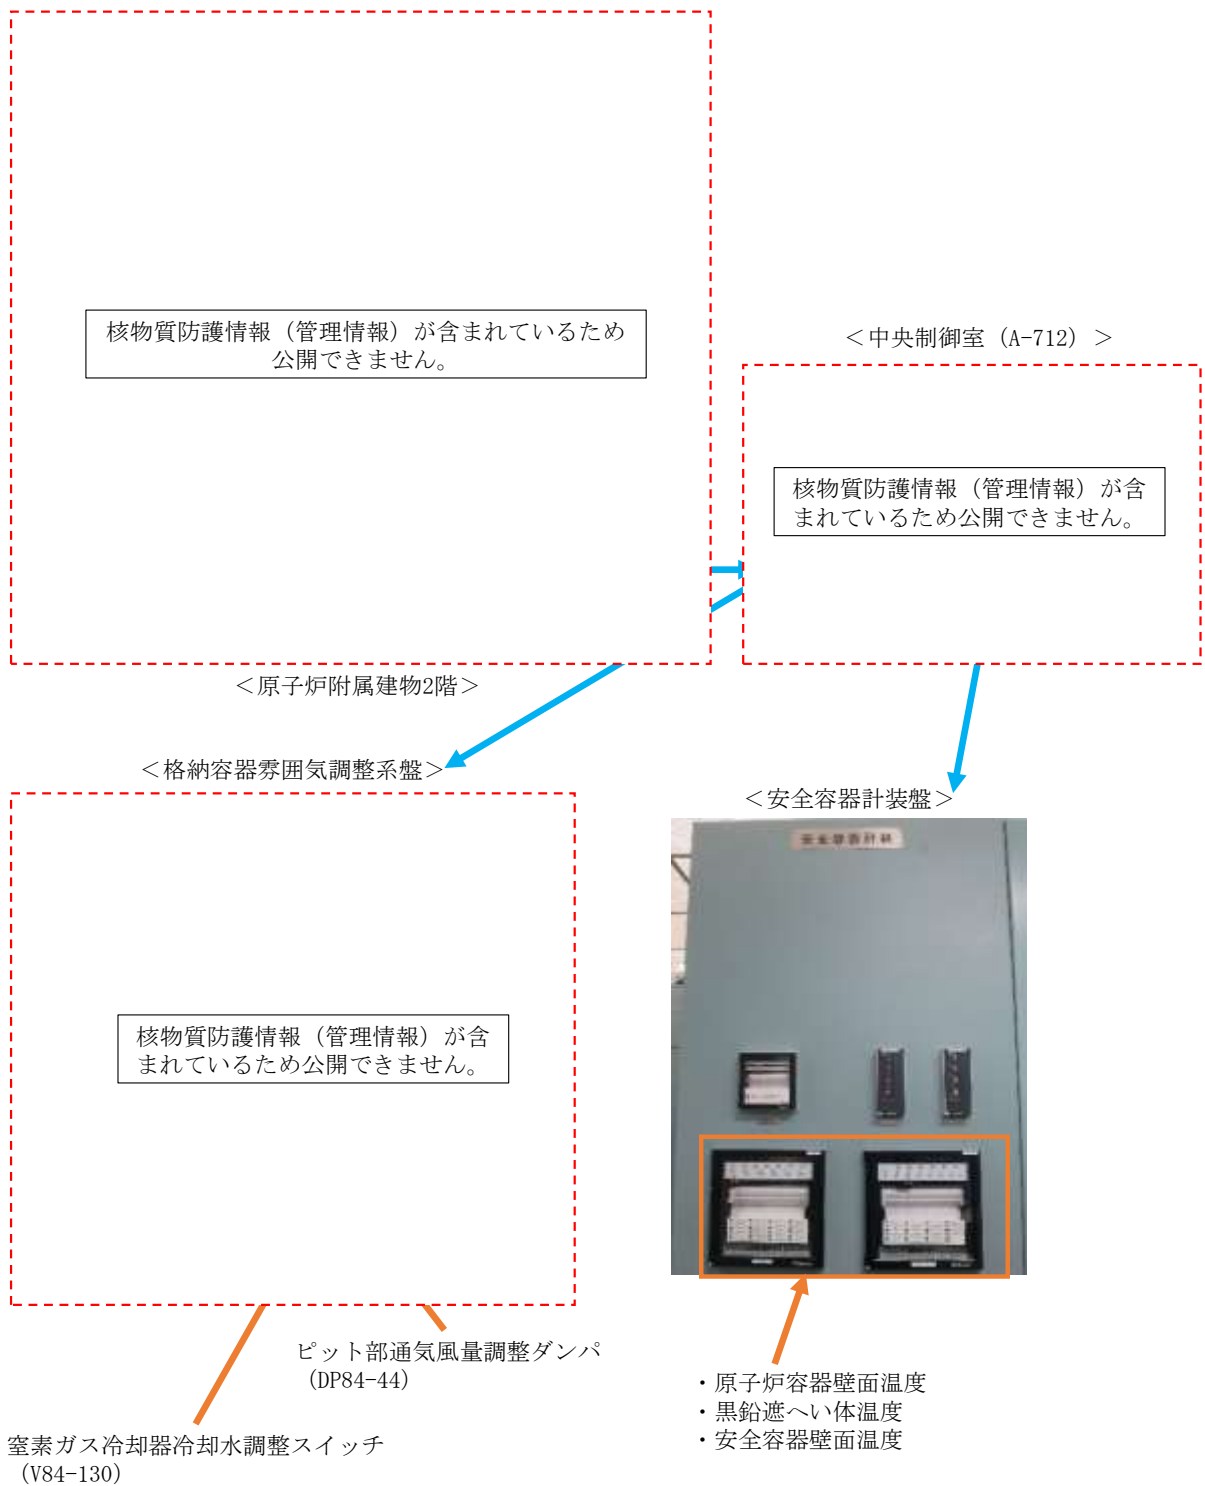 核物質防護情報（管理情報）が含まれているため
公開できません。
＜中央制御室（A-712）＞
核物質防護情報（管理情報）が含
まれているため公開できません。
＜原子炉附属建物2階＞
＜格納容器雰囲気調整系盤＞
＜安全容器計装盤＞
核物質防護情報（管理情報）が含
まれているため公開できません。
ピット部通気風量調整ダンパ
（DP84-44）
・原子炉容器壁面温度
・黒鉛遮へい体温度
・安全容器壁面温度
窒素ガス冷却器冷却水調整スイッチ
（V84-130）